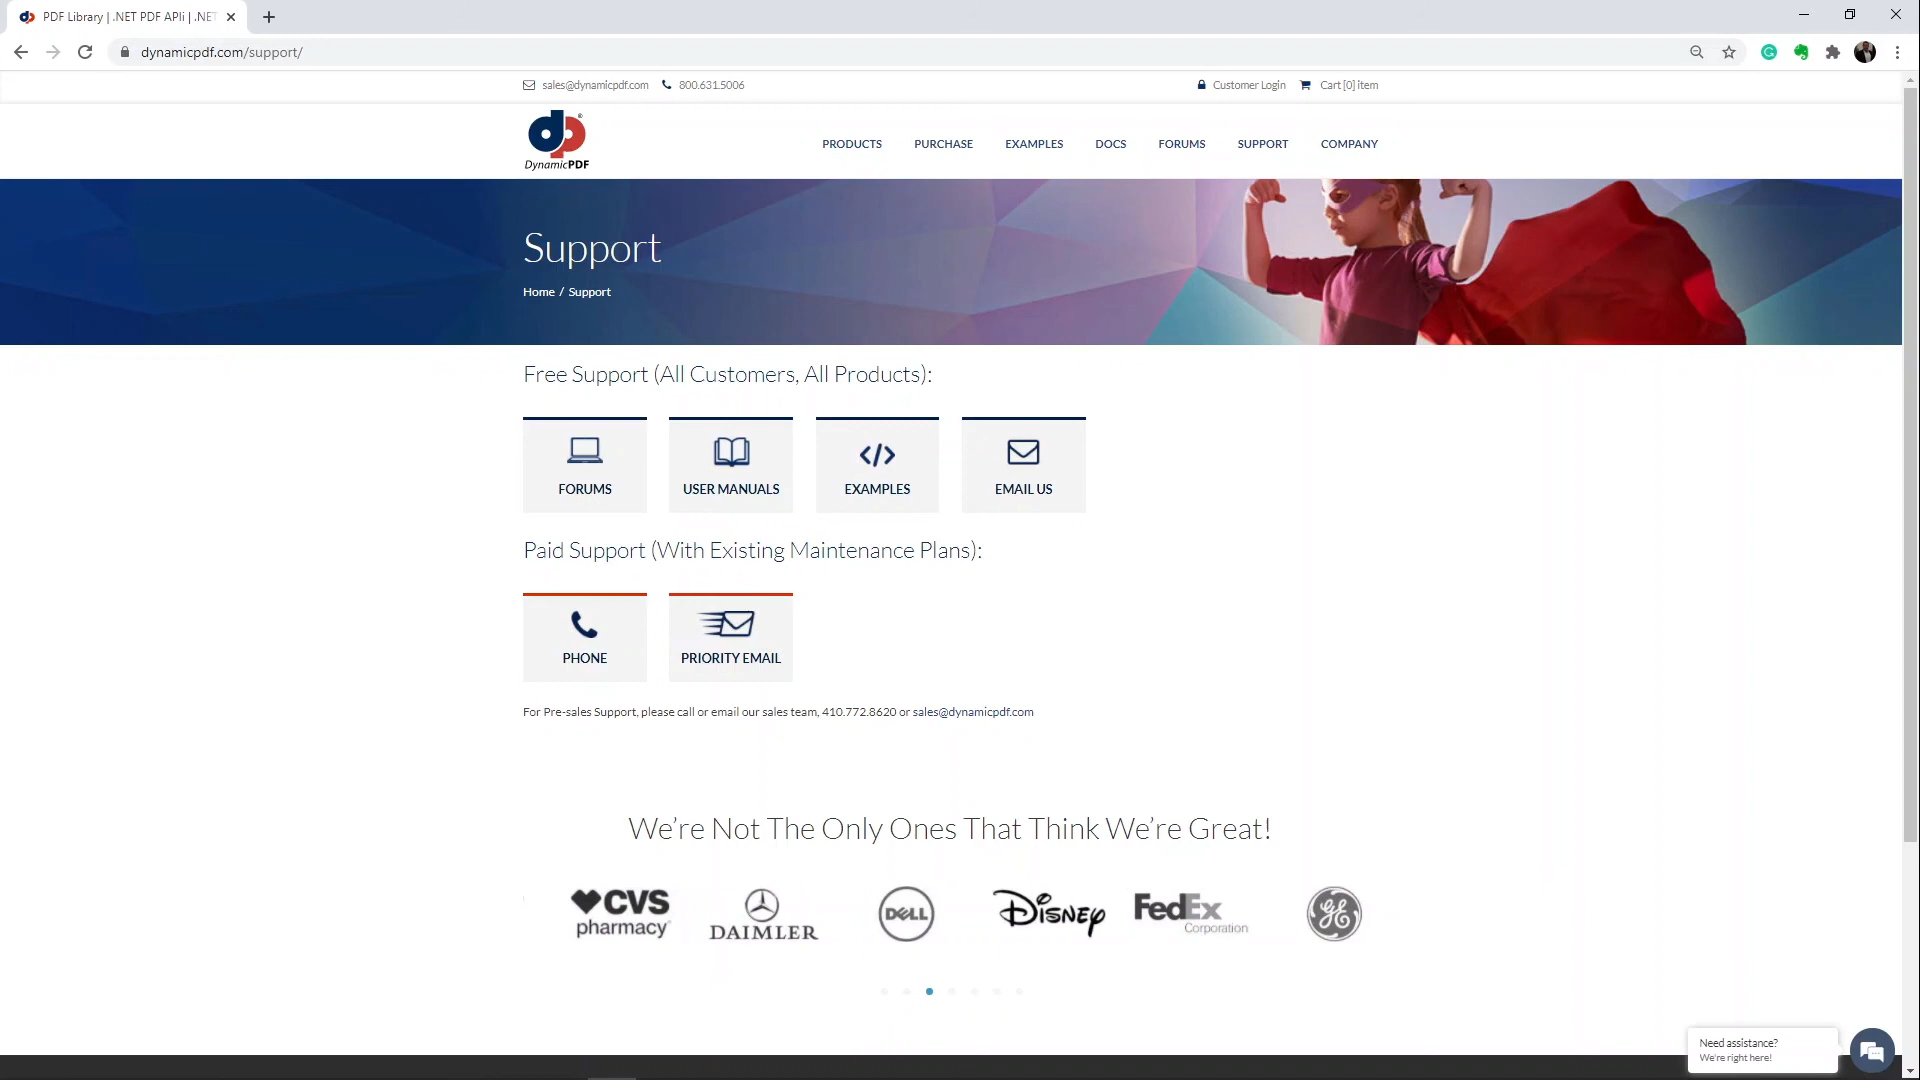 PDF Library | .NET PDF APIi | .NET
dynamicpdf.com/support/
sales@dynamicpdf.com 800.631.5006
Customer Login Cart [0] item
dp®
DynamicPDF
PRODUCTS PURCHASE EXAMPLES DOCS FORUMS SUPPORT COMPANY
Support
Home / Support
Free Support (All Customers, All Products):
FORUMS USER MANUALS EXAMPLES EMAIL US
Paid Support (With Existing Maintenance Plans):
PHONE PRIORITY EMAIL
For Pre-sales Support, please call or email our sales team, 410.772.8620 or sales@dynamicpdf.com
We're Not The Only Ones That Think We're Great!
CVS
pharmacy
DAIMLER
DELL
Disney
FedEx
Corporation
GE
Need assistance?
We're right here!